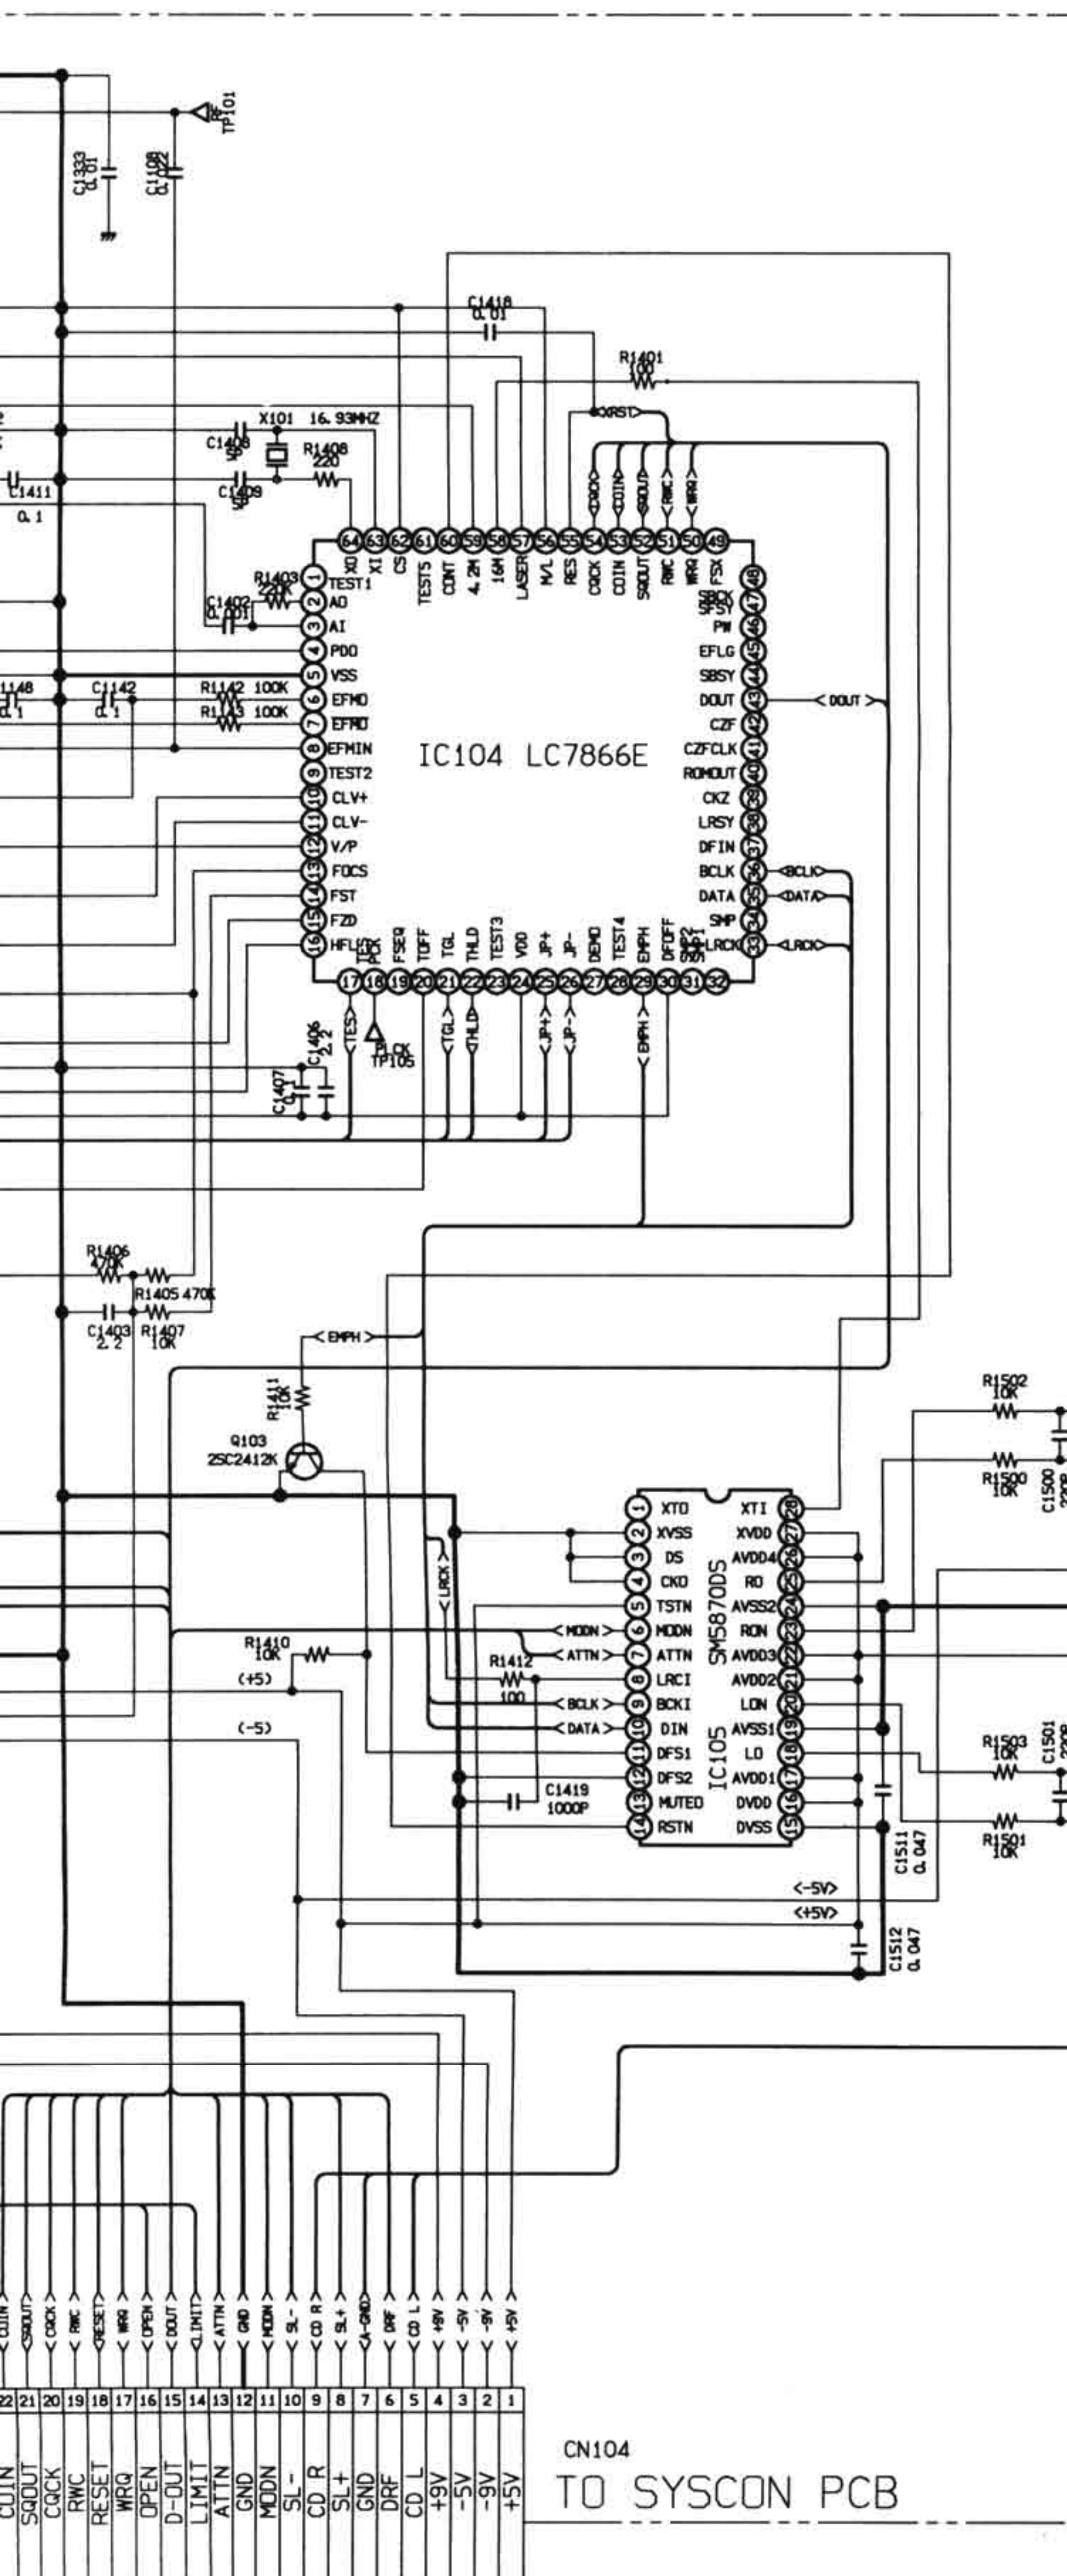 RF
TP101
C1333
0.01
C1108
0.022
C1418
0.01
R1401
100
<XRST>
X101 16.93MHZ
C1408
R1408
220
C1409
C1411
0.1
<CQCK>
<COIN>
<SQOUT>
<RWC>
<WRQ>
64 63 62 61 60 59 58 57 56 55 54 53 52 51 50 49
XO XI CS TEST5 CONT 4.2M 16M LASER M/L RES CQCK COIN SQOUT RWC WRQ FSX
R1403
220K
C1402
0.001
1 TEST1
2 AO
3 AI
4 PDO
5 VSS
6 EFMO
7 EFMO
8 EFMIN
9 TEST2
10 CLV+
11 CLV-
12 V/P
13 FOCS
14 FST
15 FZD
16 HFL
1148
0.1
C1142
0.1
R1142 100K
R1143 100K
IC104 LC7866E
48 SBCK
47 SFSY
46 PW
45 EFLG
44 SBSY
43 DOUT
42 CZF
41 CZFCLK
40 ROMOUT
39 CKZ
38 LRSY
37 DFIN
36 BCLK
35 DATA
34 SMP
33 LRCK
<DOUT>
<BCLK>
<DATA>
<LRCK>
TES PCK FSEQ TOFF TGL THLD TEST3 VDD JP+ JP- DEMO TEST4 EMPH DFOFF SMP2 SMP1
17 18 19 20 21 22 23 24 25 26 27 28 29 30 31 32
<TES>
PLCK
TP105
<TGL>
<THLD>
<JP+>
<JP->
<EMPH>
C1406
2.2
C1407
0.1
R1406
470K
R1405 470K
C1403
2.2
R1407
10K
<EMPH>
R1411
10K
Q103
2SC2412K
R1502
10K
R1500
10K
C1500
220P
<LRCK>
1 XTO
2 XVSS
3 DS
4 CKO
5 TSTN
6 MODN
7 ATTN
8 LRCI
9 BCKI
10 DIN
11 DFS1
12 DFS2
13 MUTEO
14 RSTN
IC105 SM5870DS
XTI 28
XVDD 27
AVDD4 26
RO 25
AVSS2 24
RON 23
AVDD3 22
AVDD2 21
LON 20
AVSS1 19
LO 18
AVDD1 17
DVDD 16
DVSS 15
<MODN>
<ATTN>
R1410
10K
R1412
100
<BCLK>
<DATA>
(+5)
(-5)
C1419
1000P
R1503
10K
R1501
10K
C1501
220P
C1511
0.047
<-5V>
<+5V>
C1512
0.047
<COIN> <SQOUT> <CQCK> <RWC> <RESET> <WRQ> <OPEN> <DOUT> <LIMIT> <ATTN> <GND> <MODN> <SL-> <CD R> <SL+> <A-GND> <DRF> <CD L> <+9V> <-5V> <-9V> <+5V>
22 21 20 19 18 17 16 15 14 13 12 11 10 9 8 7 6 5 4 3 2 1
COIN SQOUT CQCK RWC RESET WRQ OPEN D-OUT LIMIT ATTN GND MODN SL- CD R SL+ GND DRF CD L +9V -5V -9V +5V
CN104
TO SYSCON PCB